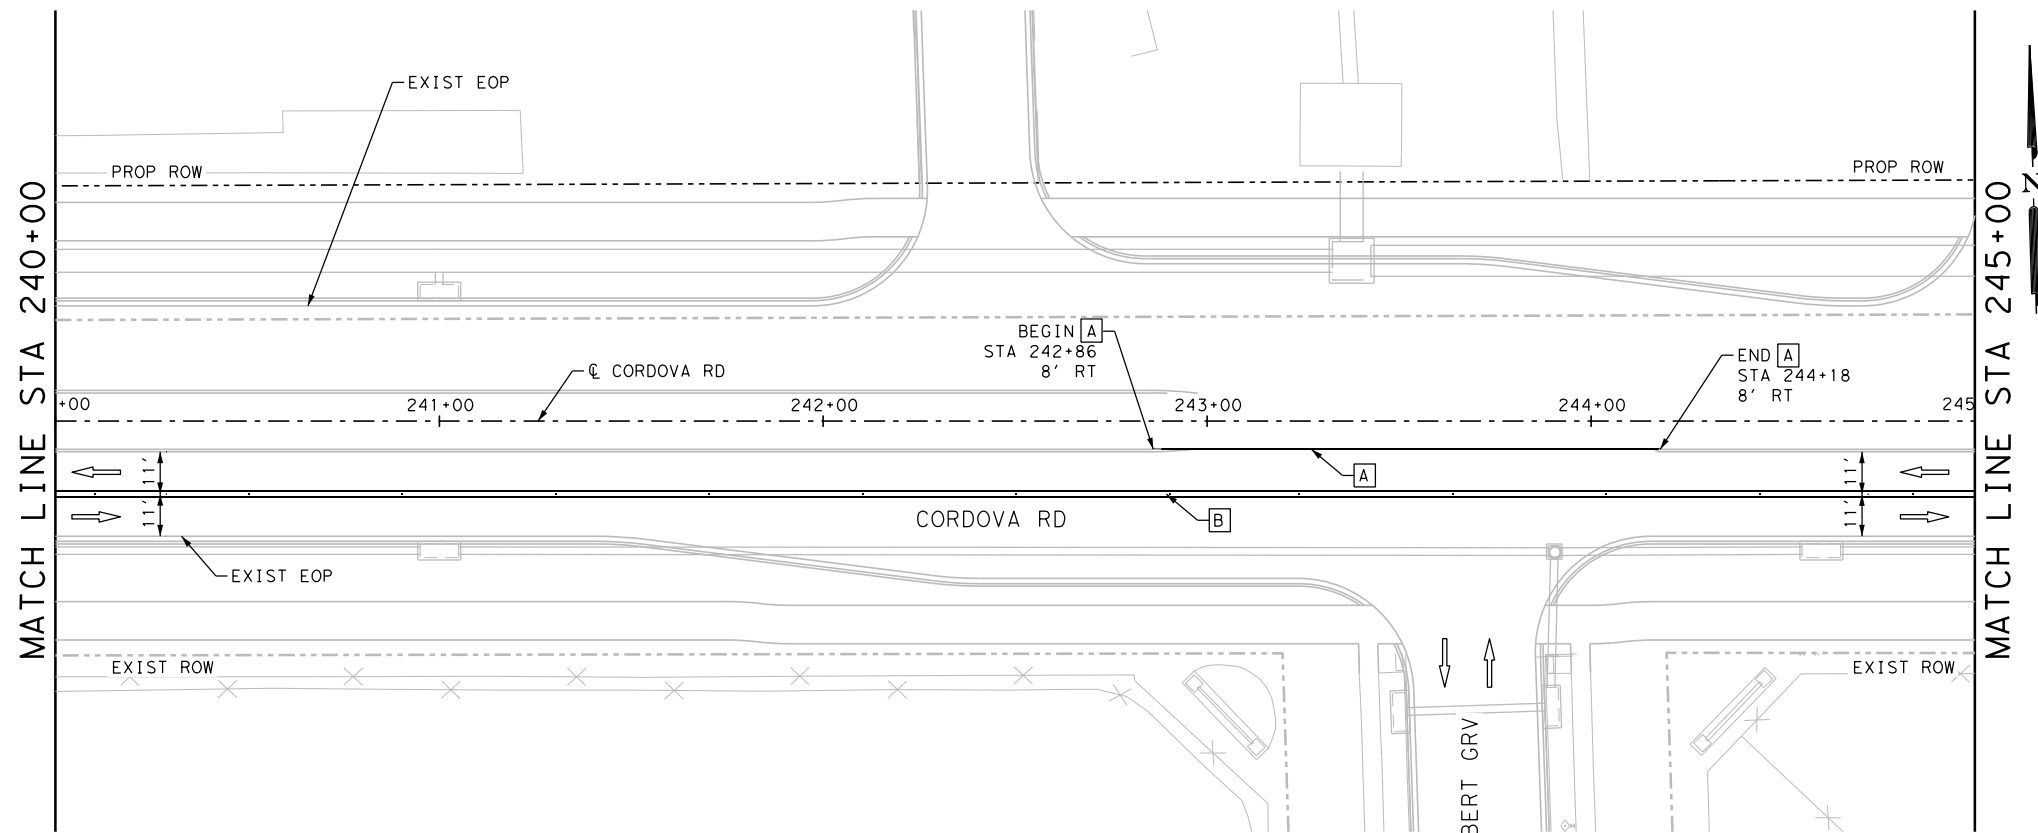 EXIST EOP
PROP ROW
PROP ROW
MATCH LINE STA 240+00
MATCH LINE STA 245+00
N
BEGIN A
STA 242+86
8' RT
END A
STA 244+18
8' RT
℄ CORDOVA RD
+00
241+00
242+00
243+00
244+00
245
11'
11'
A
11'
11'
CORDOVA RD
B
EXIST EOP
EXIST ROW
EXIST ROW
BERT GRV